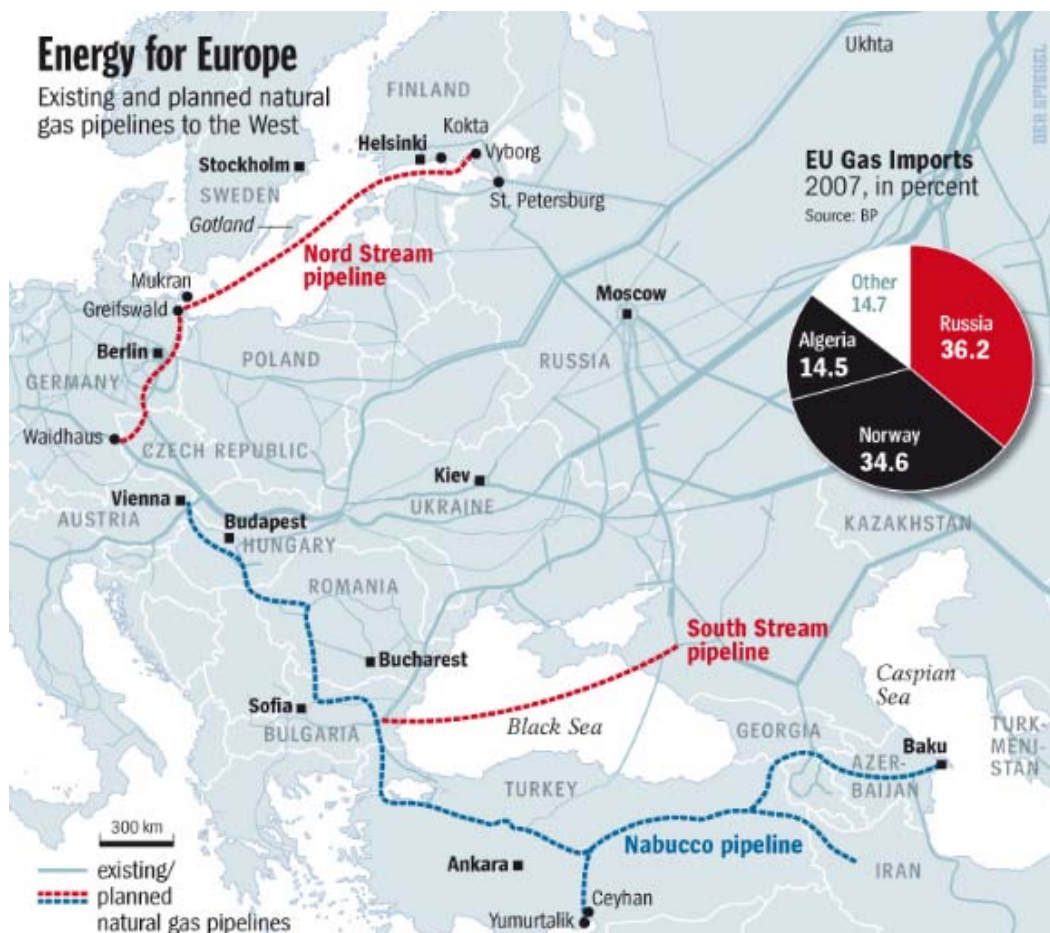 Energy for Europe
Existing and planned natural
gas pipelines to the West
Ukhta
DER SPIEGEL
FINLAND
Kokta
Helsinki
Vyborg
Stockholm
SWEDEN
St. Petersburg
Gotland
Nord Stream
pipeline
EU Gas Imports
2007, in percent
Source: BP
Other
14.7
Russia
36.2
Algeria
14.5
Norway
34.6
Mukran
Greifswald
Moscow
Berlin
POLAND
RUSSIA
GERMANY
Waidhaus
CZECH REPUBLIC
Kiev
UKRAINE
Vienna
AUSTRIA
Budapest
HUNGARY
KAZAKHSTAN
ROMANIA
South Stream
pipeline
Bucharest
Caspian
Sea
Sofia
BULGARIA
Black Sea
GEORGIA
TURK-
MENI-
STAN
Baku
AZER-
BAIJAN
TURKEY
Nabucco pipeline
IRAN
Ankara
Ceyhan
Yumurtalik
300 km
existing/
planned
natural gas pipelines